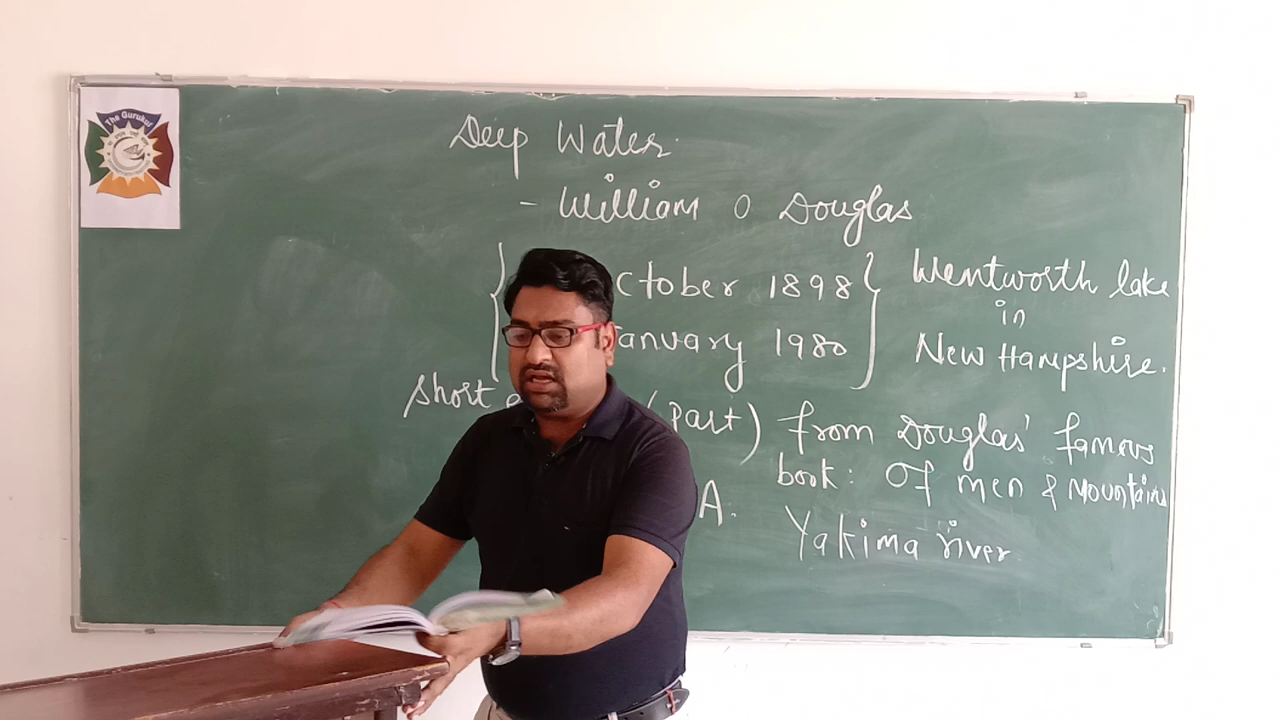 The Gurukul
Deep Water.
- William O Douglas
ctober 1898
anuary 1980
Wentworth lake
in
New Hampshire.
Short (Part) from Douglas' famous
book: Of men & Mountains
A. Yakima river